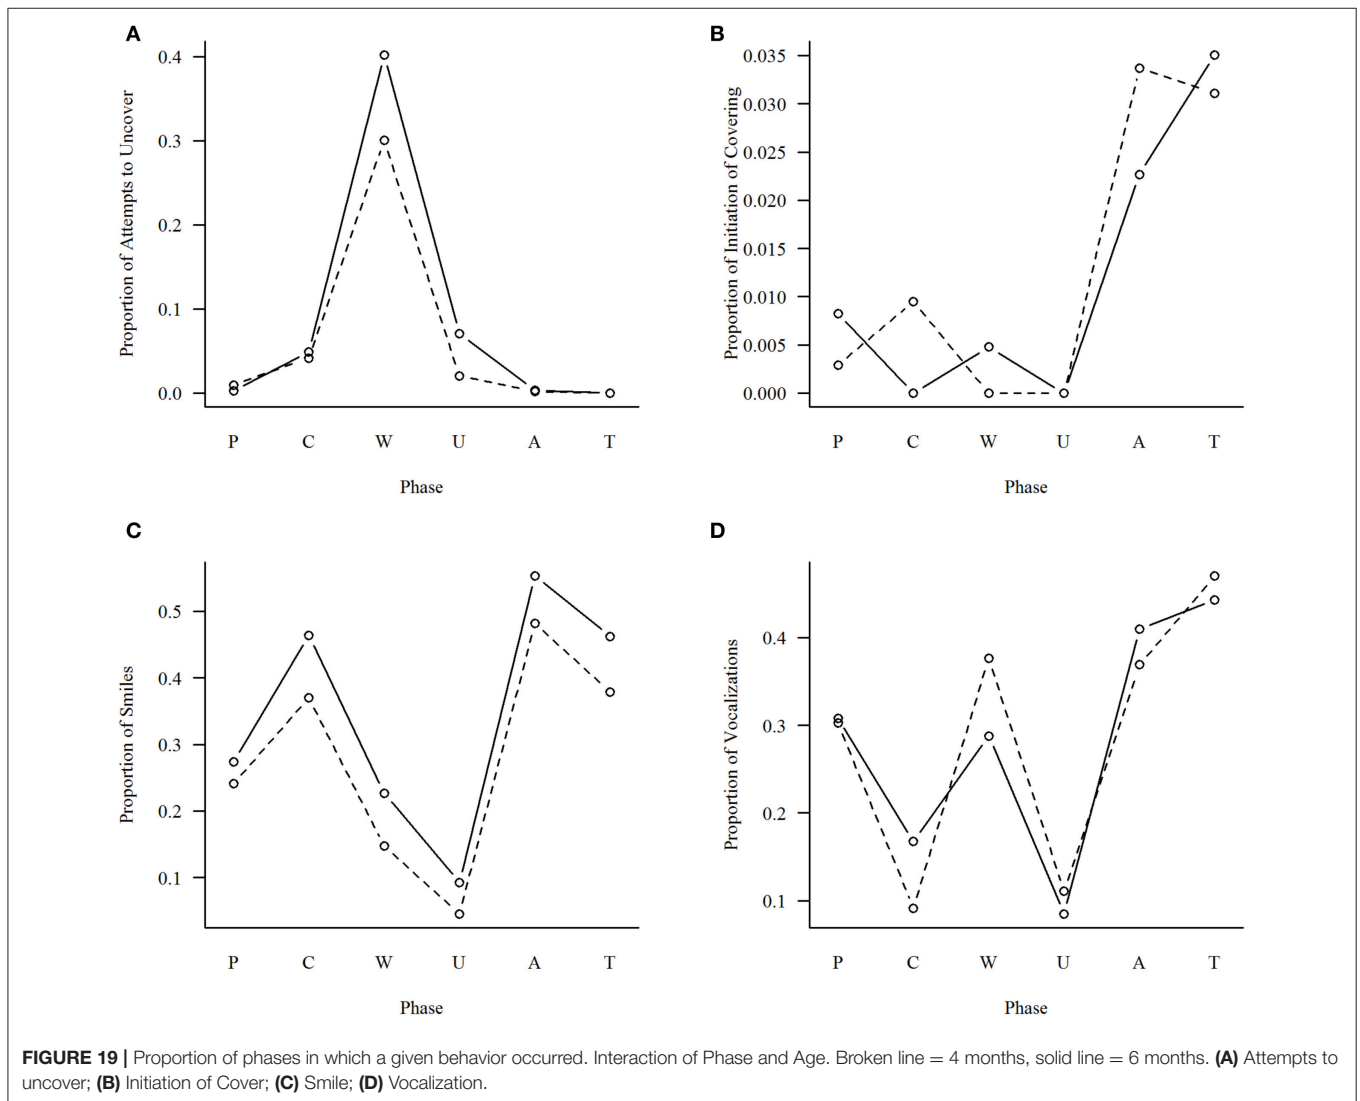 A
Proportion of Attempts to Uncover
0.4
0.3
0.2
0.1
0.0
P C W U A T
Phase
B
Proportion of Initiation of Covering
0.035
0.030
0.025
0.020
0.015
0.010
0.005
0.000
P C W U A T
Phase
C
Proportion of Smiles
0.5
0.4
0.3
0.2
0.1
P C W U A T
Phase
D
Proportion of Vocalizations
0.4
0.3
0.2
0.1
P C W U A T
Phase
FIGURE 19 | Proportion of phases in which a given behavior occurred. Interaction of Phase and Age. Broken line = 4 months, solid line = 6 months. (A) Attempts to
uncover; (B) Initiation of Cover; (C) Smile; (D) Vocalization.